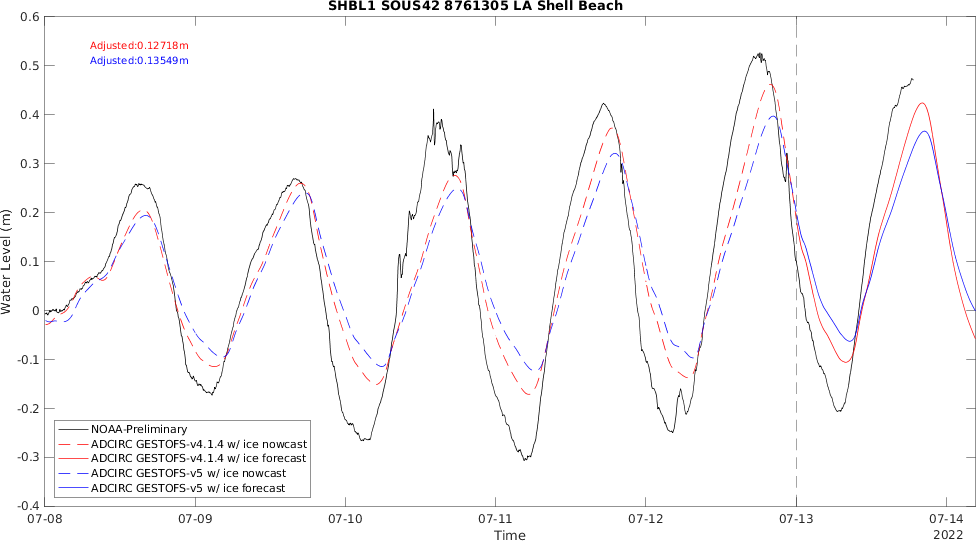 SHBL1 SOUS42 8761305 LA Shell Beach
Adjusted:0.12718m
Adjusted:0.13549m
Water Level (m)
0.6
0.5
0.4
0.3
0.2
0.1
0
-0.1
-0.2
-0.3
-0.4
NOAA-Preliminary
ADCIRC GESTOFS-v4.1.4 w/ ice nowcast
ADCIRC GESTOFS-v4.1.4 w/ ice forecast
ADCIRC GESTOFS-v5 w/ ice nowcast
ADCIRC GESTOFS-v5 w/ ice forecast
07-08 07-09 07-10 07-11 07-12 07-13 07-14
Time
2022